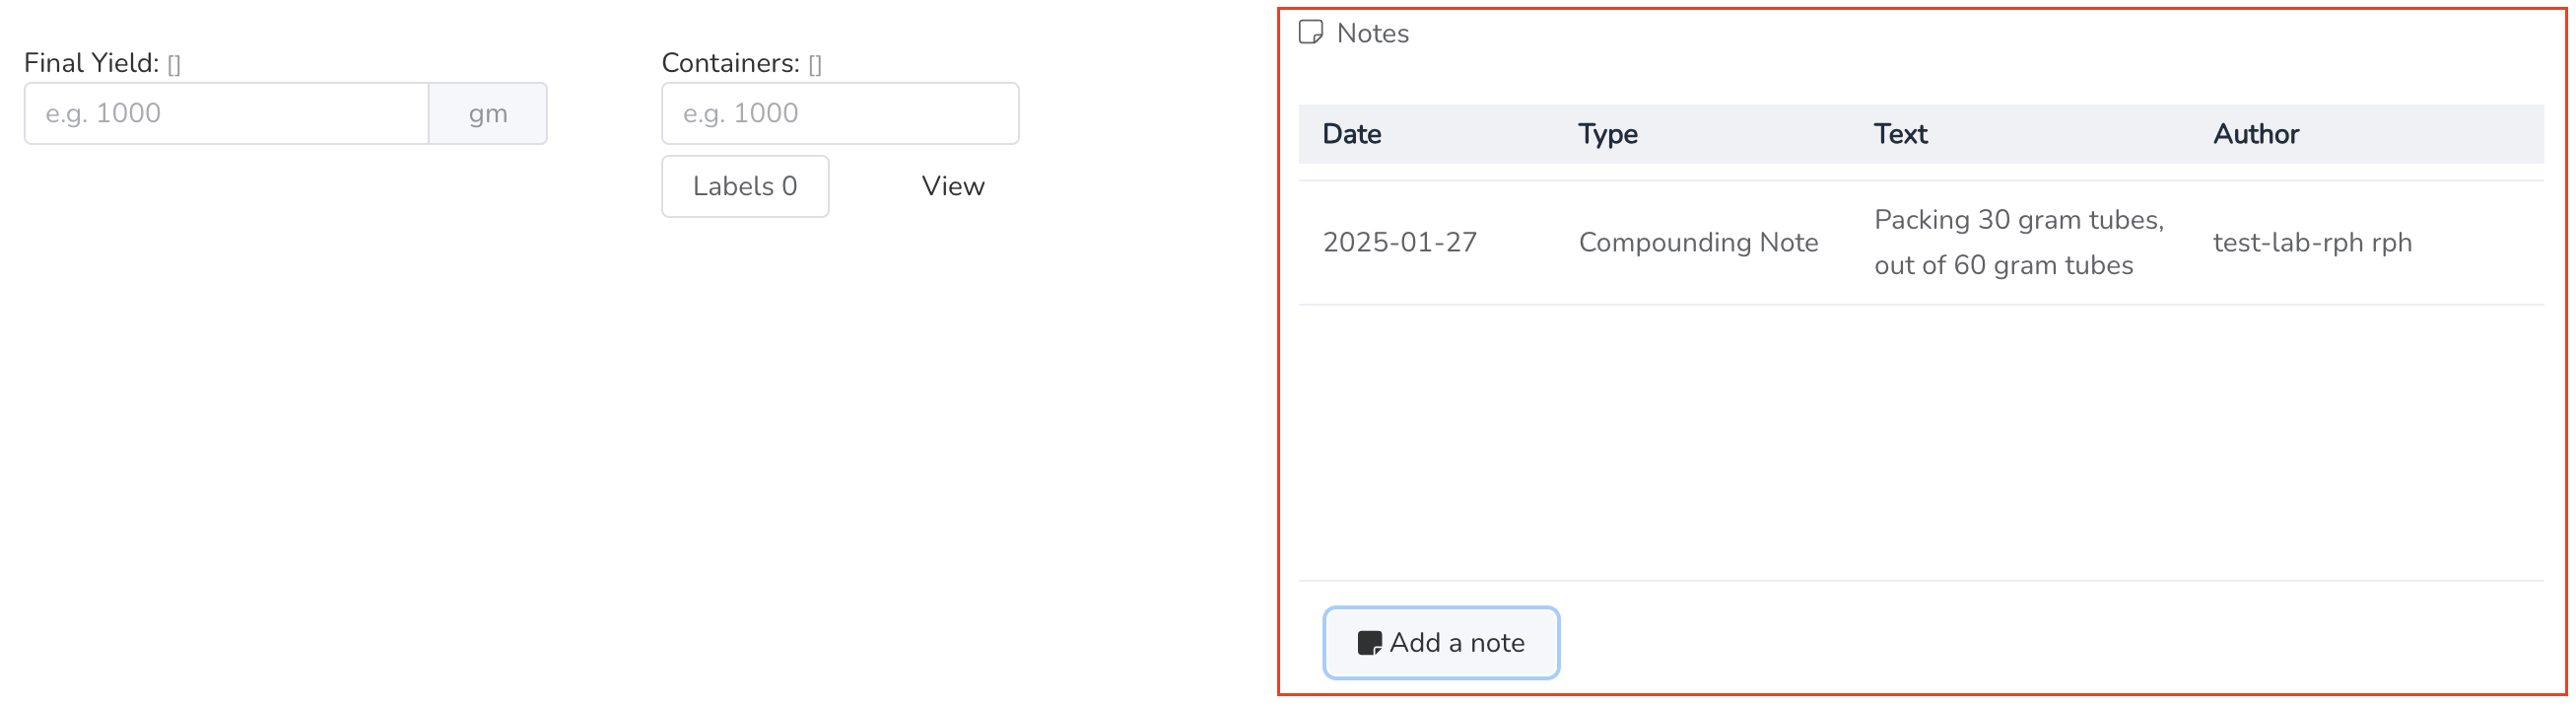 Final Yield: []
e.g. 1000 gm
Containers: []
e.g. 1000
Labels 0 View
Notes
Date Type Text Author
2025-01-27 Compounding Note Packing 30 gram tubes, test-lab-rph rph
out of 60 gram tubes
Add a note